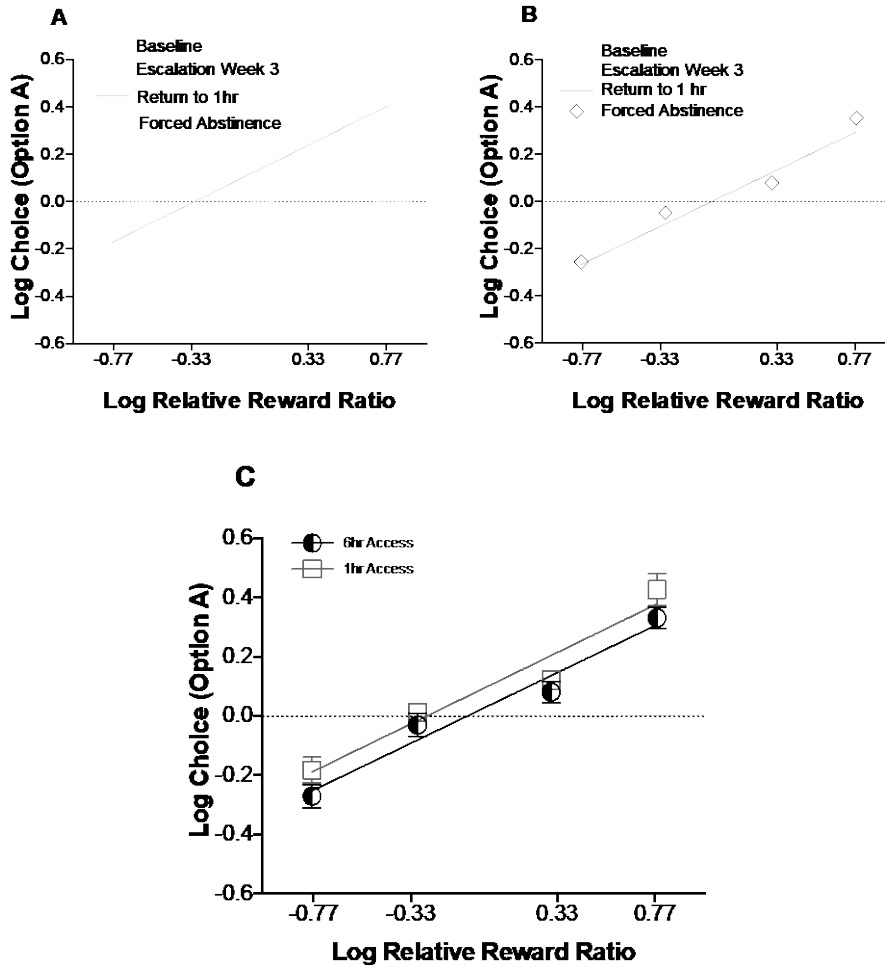 A
Baseline
Escalation Week 3
Return to 1hr
Forced Abstinence
0.6
0.4
0.2
0.0
-0.2
-0.4
-0.6
Log Choice (Option A)
-0.77 -0.33 0.33 0.77
Log Relative Reward Ratio
B
Baseline
Escalation Week 3
Return to 1 hr
Forced Abstinence
0.6
0.4
0.2
0.0
-0.2
-0.4
-0.6
Log Choice (Option A)
-0.77 -0.33 0.33 0.77
Log Relative Reward Ratio
C
6hr Access
1hr Access
0.6
0.4
0.2
0.0
-0.2
-0.4
-0.6
Log Choice (Option A)
-0.77 -0.33 0.33 0.77
Log Relative Reward Ratio